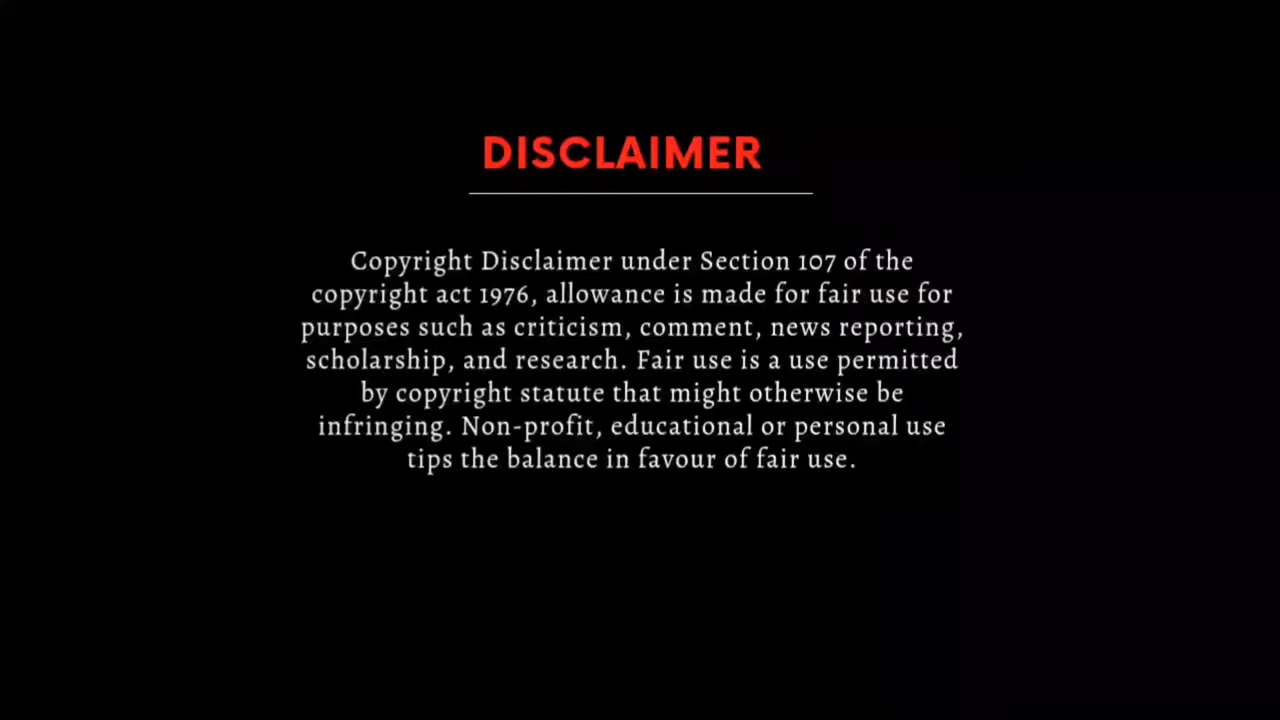 DISCLAIMER
Copyright Disclaimer under Section 107 of the
copyright act 1976, allowance is made for fair use for
purposes such as criticism, comment, news reporting,
scholarship, and research. Fair use is a use permitted
by copyright statute that might otherwise be
infringing. Non-profit, educational or personal use
tips the balance in favour of fair use.